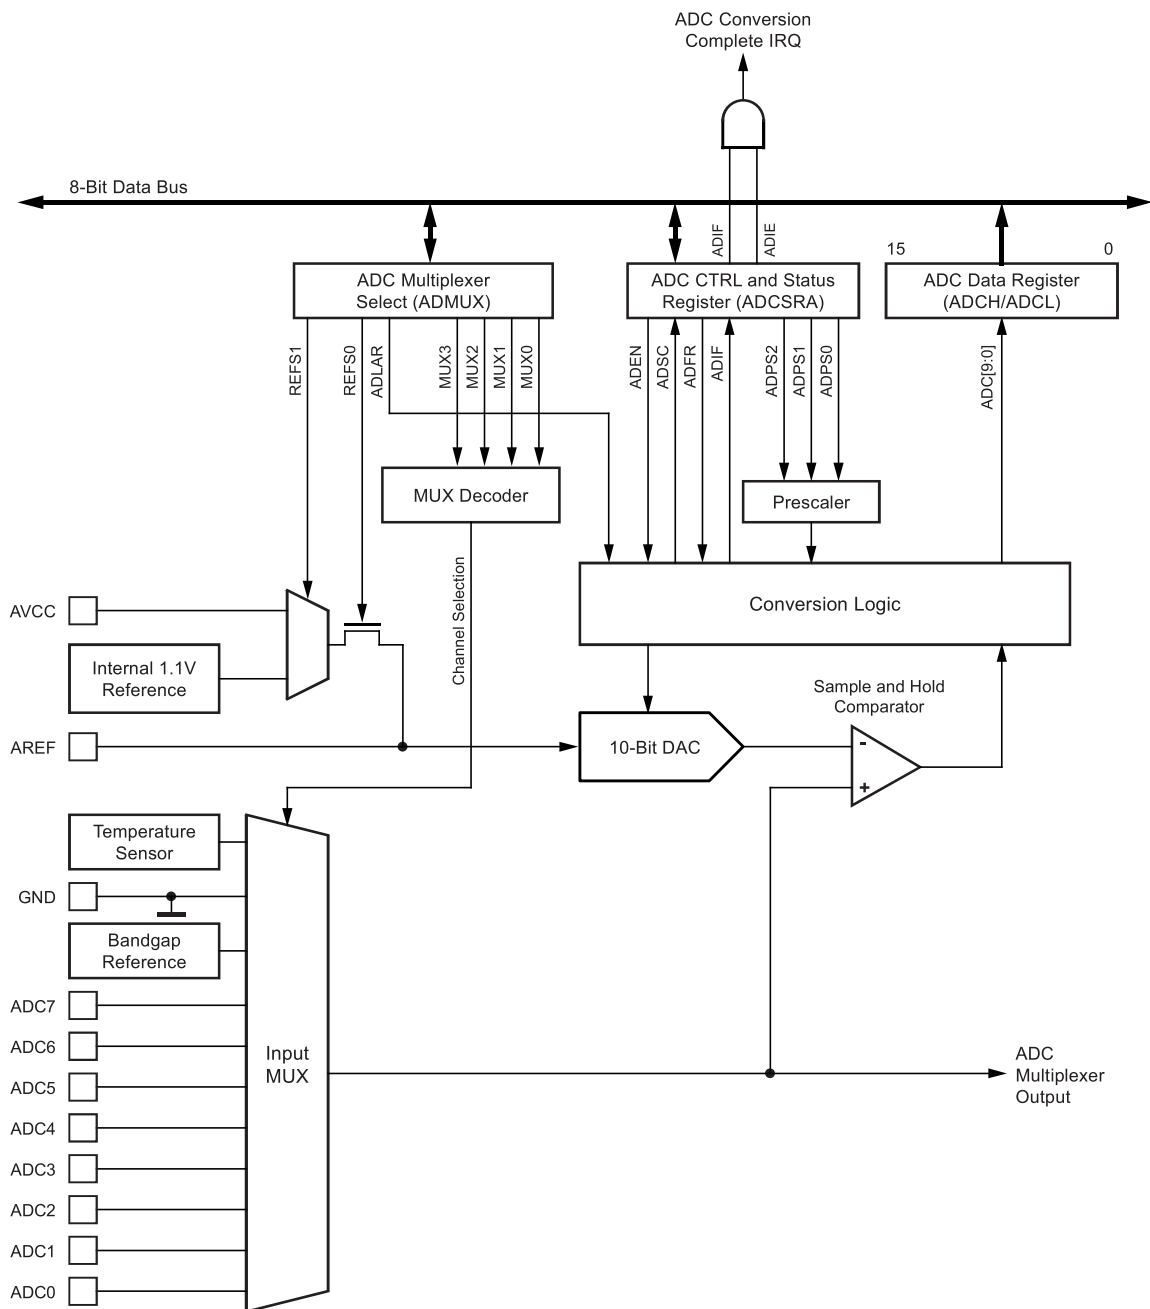 ADC Conversion
Complete IRQ
8-Bit Data Bus
ADIF
ADIE
15
0
ADC Multiplexer
Select (ADMUX)
ADC CTRL and Status
Register (ADCSRA)
ADC Data Register
(ADCH/ADCL)
REFS1
REFS0
ADLAR
MUX3
MUX2
MUX1
MUX0
ADEN
ADSC
ADFR
ADIF
ADPS2
ADPS1
ADPS0
ADC[9:0]
MUX Decoder
Prescaler
Channel Selection
Conversion Logic
AVCC
Internal 1.1V
Reference
Sample and Hold
Comparator
AREF
10-Bit DAC
-
+
Temperature
Sensor
GND
Bandgap
Reference
ADC7
ADC6
ADC5
ADC4
ADC3
ADC2
ADC1
ADC0
Input
MUX
ADC
Multiplexer
Output